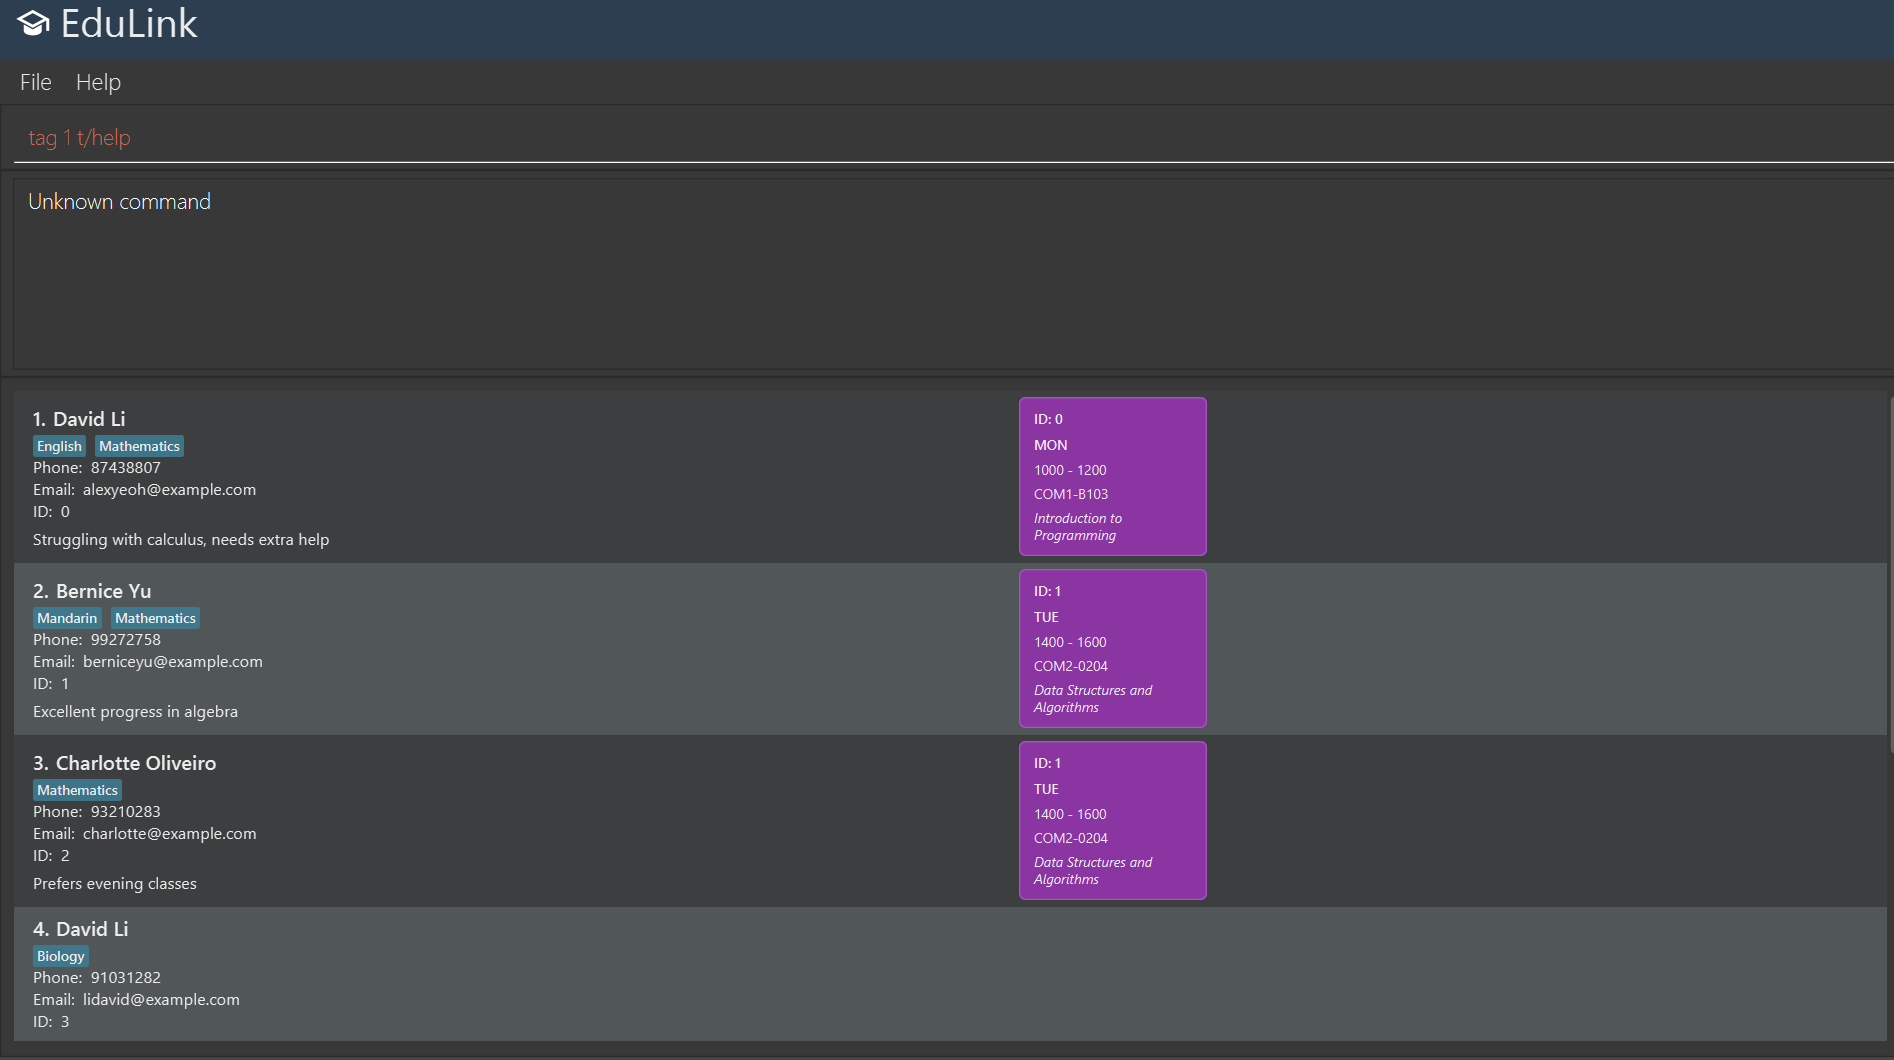 EduLink
File Help
tag 1 t/help
Unknown command
1. David Li
English Mathematics
Phone: 87438807
Email: alexyeoh@example.com
ID: 0
Struggling with calculus, needs extra help
ID: 0
MON
1000 - 1200
COM1-B103
Introduction to
Programming
2. Bernice Yu
Mandarin Mathematics
Phone: 99272758
Email: berniceyu@example.com
ID: 1
Excellent progress in algebra
ID: 1
TUE
1400 - 1600
COM2-0204
Data Structures and
Algorithms
3. Charlotte Oliveiro
Mathematics
Phone: 93210283
Email: charlotte@example.com
ID: 2
Prefers evening classes
ID: 1
TUE
1400 - 1600
COM2-0204
Data Structures and
Algorithms
4. David Li
Biology
Phone: 91031282
Email: lidavid@example.com
ID: 3